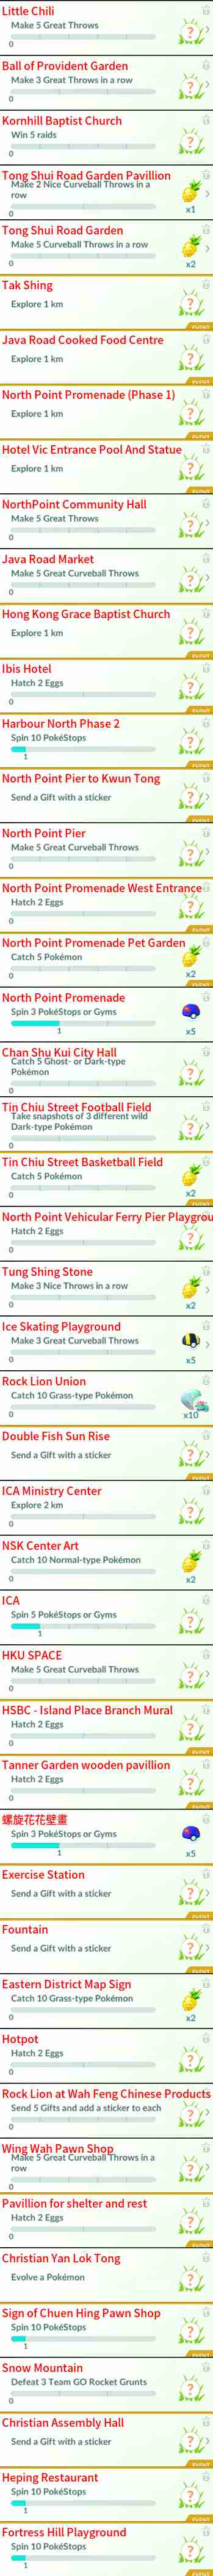 Little Chili
Make 5 Great Throws
0
Ball of Provident Garden
Make 3 Great Throws in a row
0
Kornhill Baptist Church
Win 5 raids
0
Tong Shui Road Garden Pavillion
Make 2 Nice Curveball Throws in a
row
0
x1
Tong Shui Road Garden
Make 5 Curveball Throws in a row
0
x2
Tak Shing
Explore 1 km
EVENT
Java Road Cooked Food Centre
Explore 1 km
EVENT
North Point Promenade (Phase 1)
Explore 1 km
EVENT
Hotel Vic Entrance Pool And Statue
Explore 1 km
EVENT
NorthPoint Community Hall
Make 5 Great Throws
0
Java Road Market
Make 5 Great Curveball Throws
0
Hong Kong Grace Baptist Church
Explore 1 km
EVENT
Ibis Hotel
Hatch 2 Eggs
0
Harbour North Phase 2
Spin 10 PokéStops
1
EVENT
North Point Pier to Kwun Tong
Send a Gift with a sticker
EVENT
North Point Pier
Make 5 Great Curveball Throws
0
North Point Promenade West Entrance
Hatch 2 Eggs
0
North Point Promenade Pet Garden
Catch 5 Pokémon
0
x2
North Point Promenade
Spin 3 PokéStops or Gyms
1
x5
Chan Shu Kui City Hall
Catch 5 Ghost- or Dark-type
Pokémon
0
Tin Chiu Street Football Field
Take snapshots of 3 different wild
Dark-type Pokémon
0
Tin Chiu Street Basketball Field
Catch 5 Pokémon
0
x2
North Point Vehicular Ferry Pier Playgrou
Hatch 2 Eggs
0
Tung Shing Stone
Make 3 Nice Throws in a row
0
x2
Ice Skating Playground
Make 3 Great Curveball Throws
0
x5
Rock Lion Union
Catch 10 Grass-type Pokémon
0
x10
Double Fish Sun Rise
Send a Gift with a sticker
EVENT
ICA Ministry Center
Explore 2 km
0
NSK Center Art
Catch 10 Normal-type Pokémon
0
x2
ICA
Spin 5 PokéStops or Gyms
1
HKU SPACE
Make 5 Great Curveball Throws
0
HSBC - Island Place Branch Mural
Hatch 2 Eggs
0
Tanner Garden wooden pavillion
Hatch 2 Eggs
0
螺旋花花壁畫
Spin 3 PokéStops or Gyms
1
x5
Exercise Station
Send a Gift with a sticker
EVENT
Fountain
Send a Gift with a sticker
EVENT
Eastern District Map Sign
Catch 10 Grass-type Pokémon
0
x2
Hotpot
Hatch 2 Eggs
0
Rock Lion at Wah Feng Chinese Products
Send 5 Gifts and add a sticker to each
0
Wing Wah Pawn Shop
Make 5 Great Curveball Throws in a
row
0
Pavillion for shelter and rest
Hatch 2 Eggs
0
Christian Yan Lok Tong
Evolve a Pokémon
Sign of Chuen Hing Pawn Shop
Spin 10 PokéStops
1
EVENT
Snow Mountain
Defeat 3 Team GO Rocket Grunts
0
Christian Assembly Hall
Send a Gift with a sticker
EVENT
Heping Restaurant
Spin 10 PokéStops
1
EVENT
Fortress Hill Playground
Spin 10 PokéStops
1
EVENT